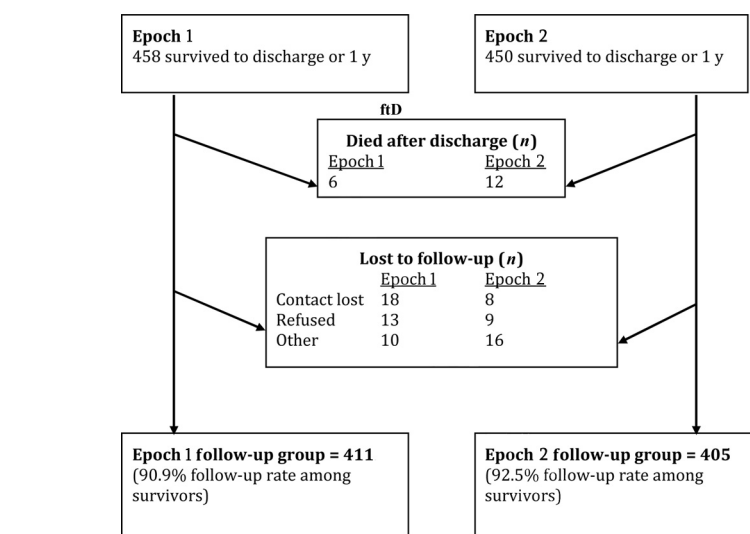 Epoch 1
458 survived to discharge or 1 y
Epoch 2
450 survived to discharge or 1 y
ftD
Died after discharge (n)
Epoch 1 Epoch 2
6 12
Lost to follow-up (n)
Epoch 1 Epoch 2
Contact lost 18 8
Refused 13 9
Other 10 16
Epoch 1 follow-up group = 411
(90.9% follow-up rate among
survivors)
Epoch 2 follow-up group = 405
(92.5% follow-up rate among
survivors)